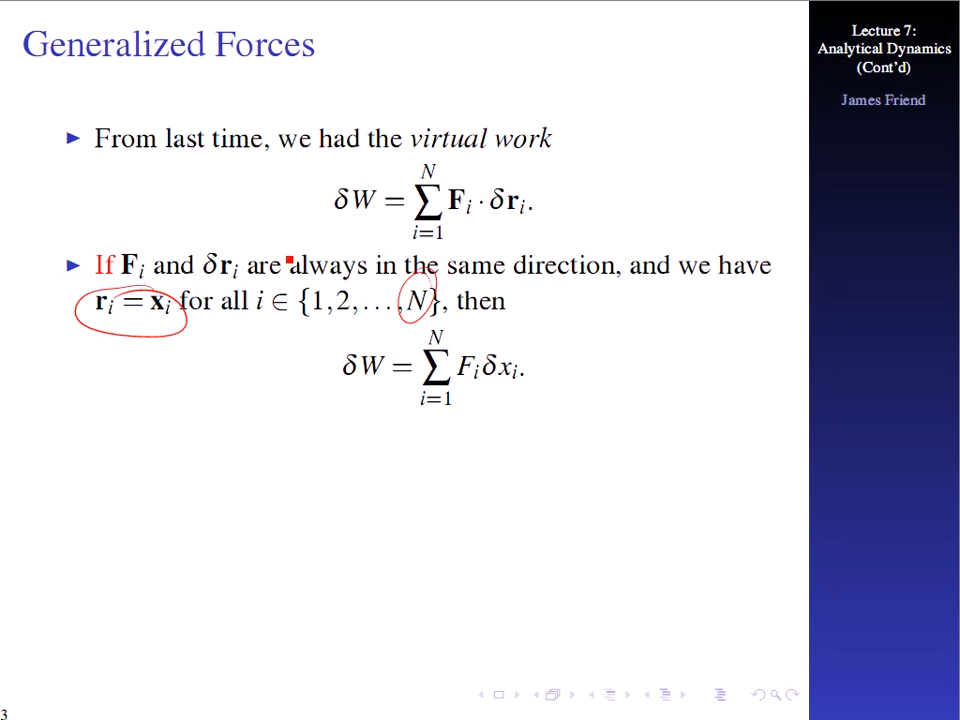 Generalized Forces
Lecture 7:
Analytical Dynamics
(Cont'd)
James Friend
▶ From last time, we had the virtual work
δW = ∑_{i=1}^{N} F_i · δr_i.
▶ If F_i and δr_i are always in the same direction, and we have
r_i = x_i for all i ∈ {1, 2, . . . , N}, then
δW = ∑_{i=1}^{N} F_i δx_i.
3